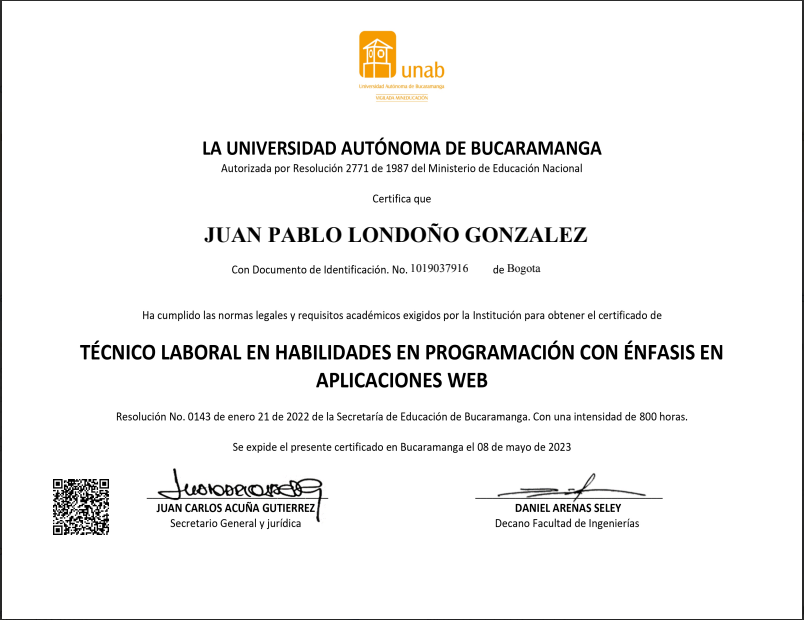 unab
Universidad Autónoma de Bucaramanga
VIGILADA MINEDUCACIÓN
LA UNIVERSIDAD AUTÓNOMA DE BUCARAMANGA
Autorizada por Resolución 2771 de 1987 del Ministerio de Educación Nacional
Certifica que
JUAN PABLO LONDOÑO GONZALEZ
Con Documento de Identificación. No. 1019037916 de Bogota
Ha cumplido las normas legales y requisitos académicos exigidos por la Institución para obtener el certificado de
TÉCNICO LABORAL EN HABILIDADES EN PROGRAMACIÓN CON ÉNFASIS EN
APLICACIONES WEB
Resolución No. 0143 de enero 21 de 2022 de la Secretaría de Educación de Bucaramanga. Con una intensidad de 800 horas.
Se expide el presente certificado en Bucaramanga el 08 de mayo de 2023
JUAN CARLOS ACUÑA GUTIERREZ
Secretario General y jurídica
DANIEL ARENAS SELEY
Decano Facultad de Ingenierías